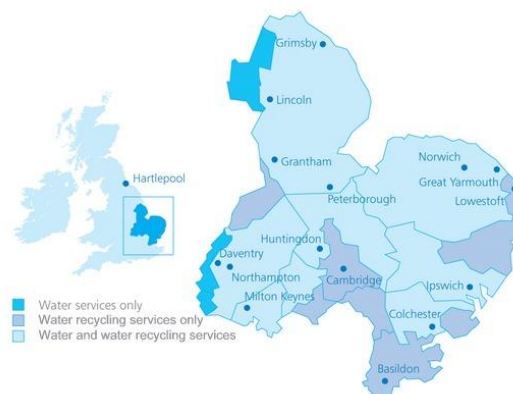 Grimsby
Lincoln
Hartlepool
Grantham
Norwich
Great Yarmouth
Lowestoft
Peterborough
Huntingdon
Daventry
Northampton
Cambridge
Milton Keynes
Ipswich
Colchester
Basildon
Water services only
Water recycling services only
Water and water recycling services